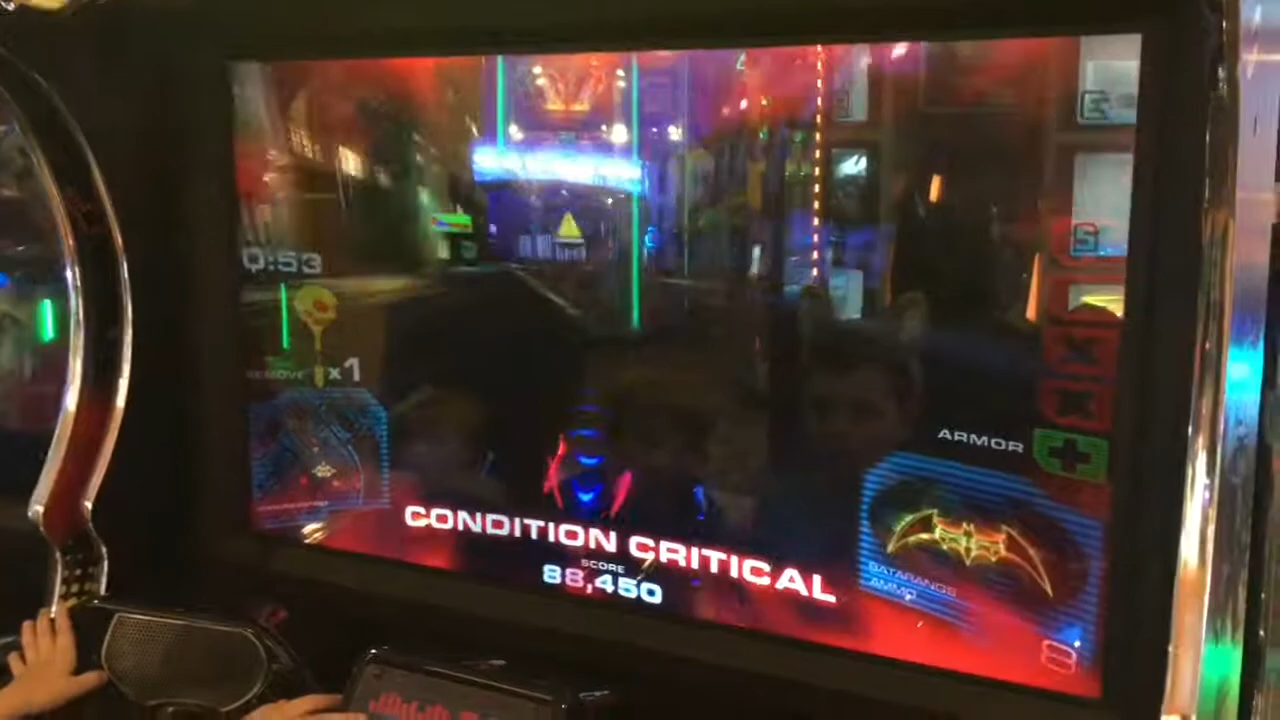 0:53
REMOVE x1
ARMOR
CONDITION CRITICAL
SCORE
88,450
BATARANGS
AMMO
8